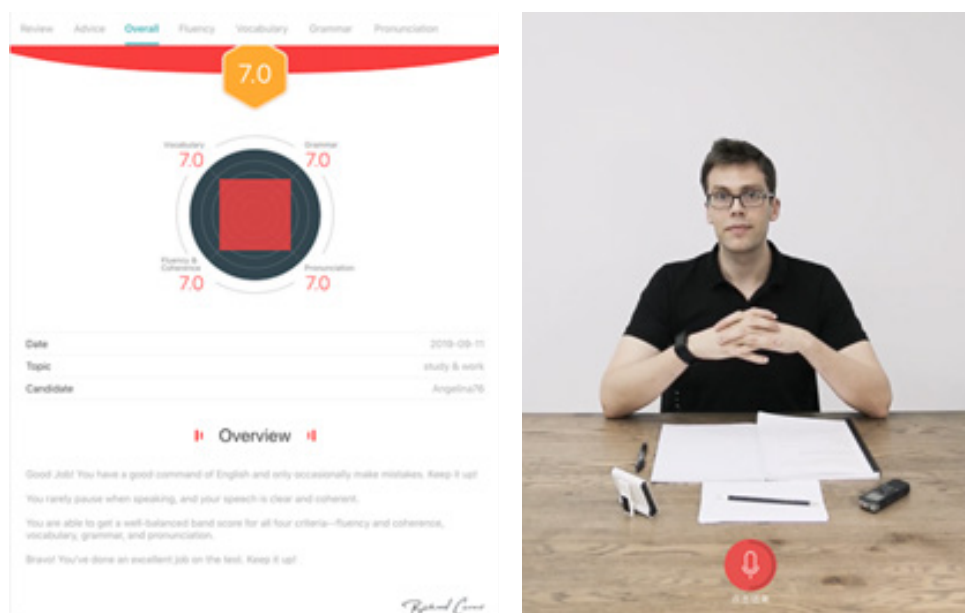 Review Advice Overall Fluency Vocabulary Grammar Pronunciation
7.0
Vocabulary Grammar
7.0 7.0
Fluency &
Coherence Pronunciation
7.0 7.0
Date 2019-09-11
Topic study & work
Candidate Angelina76
Overview
Good Job! You have a good command of English and only occasionally make mistakes. Keep it up!
You rarely pause when speaking, and your speech is clear and coherent.
You are able to get a well-balanced band score for all four criteria—fluency and coherence,
vocabulary, grammar, and pronunciation.
Bravo! You've done an excellent job on the test. Keep it up!